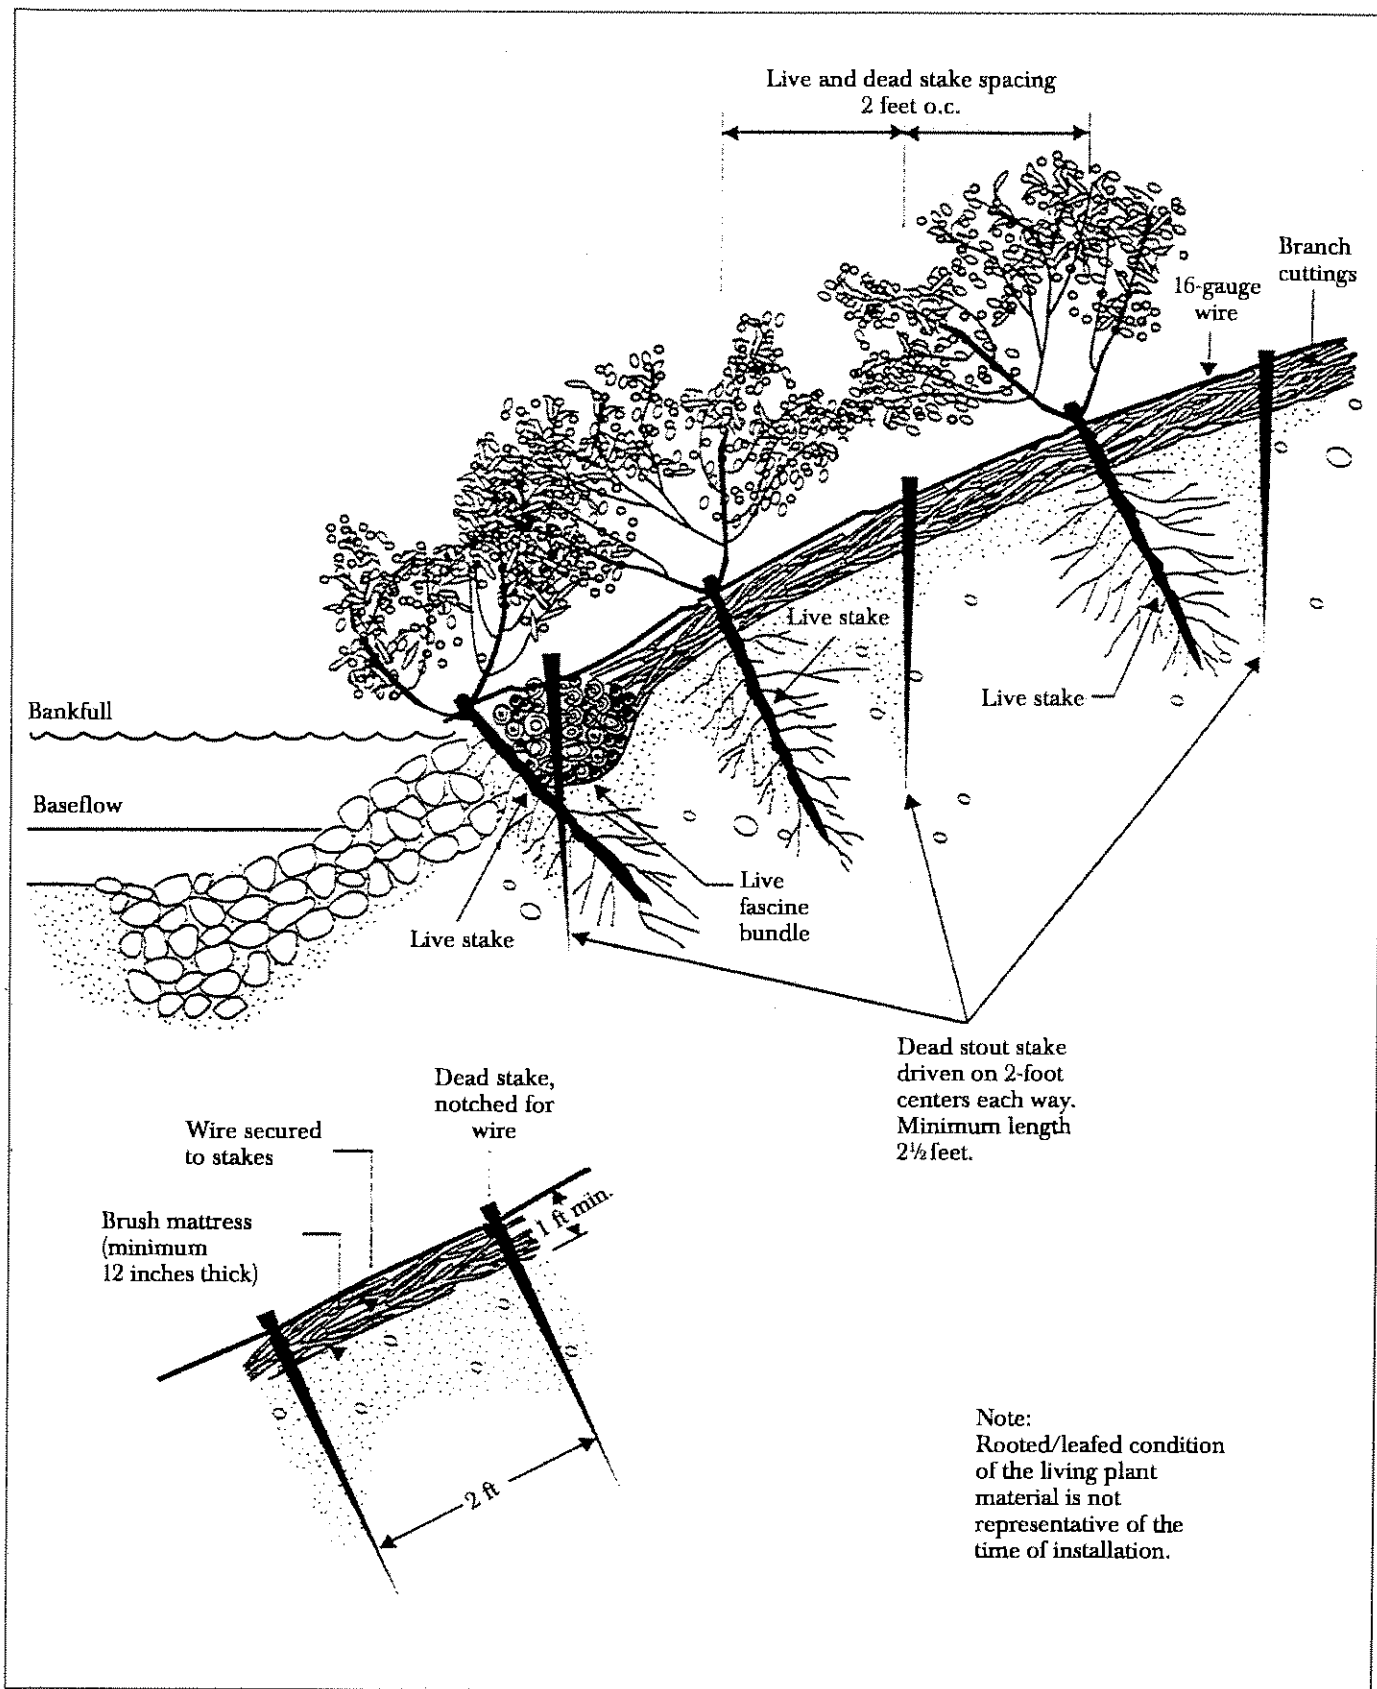 Live and dead stake spacing
2 feet o.c.
Branch
cuttings
16-gauge
wire
Live stake
Live stake
Bankfull
Baseflow
Live
fascine
bundle
Live stake
Dead stout stake
driven on 2-foot
centers each way.
Minimum length
2½ feet.
Dead stake,
notched for
wire
Wire secured
to stakes
Brush mattress
(minimum
12 inches thick)
1 ft min.
2 ft
Note:
Rooted/leafed condition
of the living plant
material is not
representative of the
time of installation.